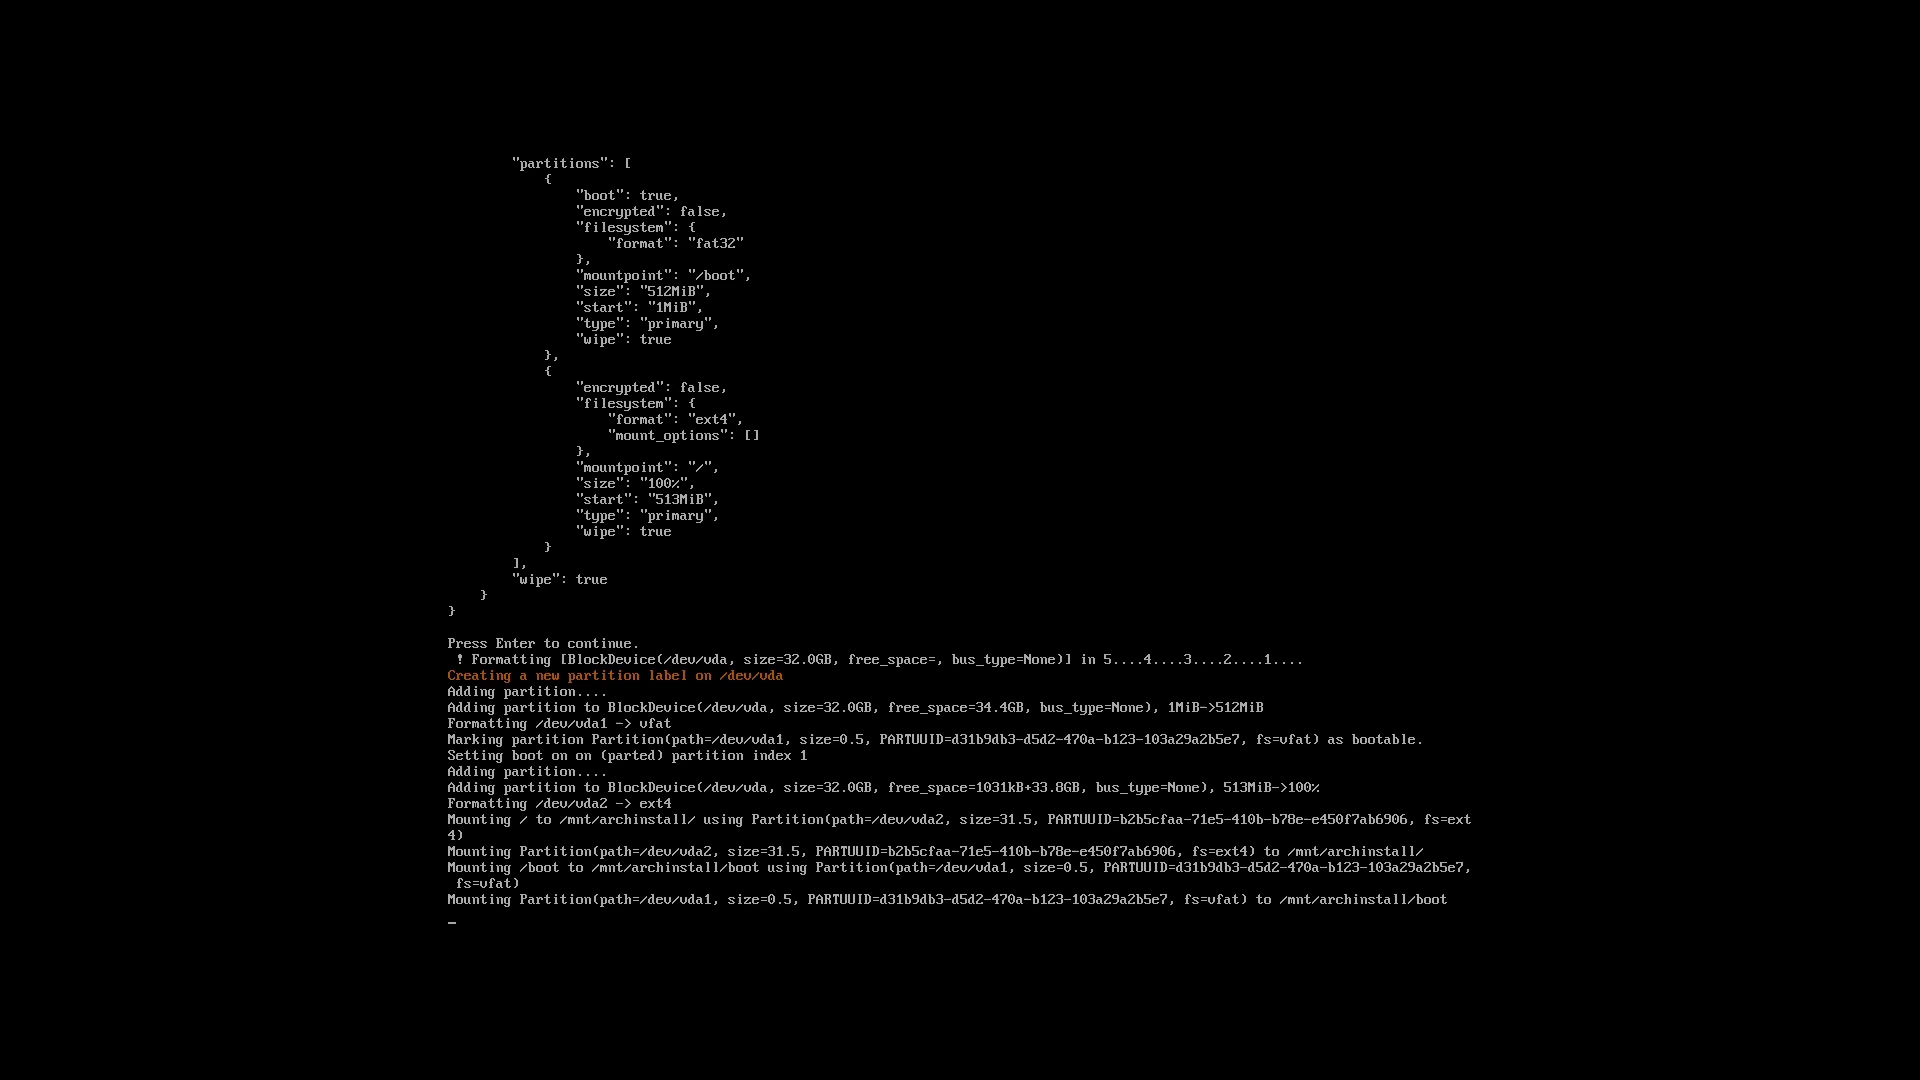 "partitions": [
            {
                "boot": true,
                "encrypted": false,
                "filesystem": {
                    "format": "fat32"
                },
                "mountpoint": "/boot",
                "size": "512MiB",
                "start": "1MiB",
                "type": "primary",
                "wipe": true
            },
            {
                "encrypted": false,
                "filesystem": {
                    "format": "ext4",
                    "mount_options": []
                },
                "mountpoint": "/",
                "size": "100%",
                "start": "513MiB",
                "type": "primary",
                "wipe": true
            }
        ],
        "wipe": true
    }
}

Press Enter to continue.
 ! Formatting [BlockDevice(/dev/vda, size=32.0GB, free_space=, bus_type=None)] in 5....4....3....2....1....
Creating a new partition label on /dev/vda
Adding partition....
Adding partition to BlockDevice(/dev/vda, size=32.0GB, free_space=34.4GB, bus_type=None), 1MiB->512MiB
Formatting /dev/vda1 -> vfat
Marking partition Partition(path=/dev/vda1, size=0.5, PARTUUID=d31b9db3-d5d2-470a-b123-103a29a2b5e7, fs=vfat) as bootable.
Setting boot on on (parted) partition index 1
Adding partition....
Adding partition to BlockDevice(/dev/vda, size=32.0GB, free_space=1031kB+33.8GB, bus_type=None), 513MiB->100%
Formatting /dev/vda2 -> ext4
Mounting / to /mnt/archinstall/ using Partition(path=/dev/vda2, size=31.5, PARTUUID=b2b5cfaa-71e5-410b-b78e-e450f7ab6906, fs=ext
4)
Mounting Partition(path=/dev/vda2, size=31.5, PARTUUID=b2b5cfaa-71e5-410b-b78e-e450f7ab6906, fs=ext4) to /mnt/archinstall/
Mounting /boot to /mnt/archinstall/boot using Partition(path=/dev/vda1, size=0.5, PARTUUID=d31b9db3-d5d2-470a-b123-103a29a2b5e7,
 fs=vfat)
Mounting Partition(path=/dev/vda1, size=0.5, PARTUUID=d31b9db3-d5d2-470a-b123-103a29a2b5e7, fs=vfat) to /mnt/archinstall/boot
_